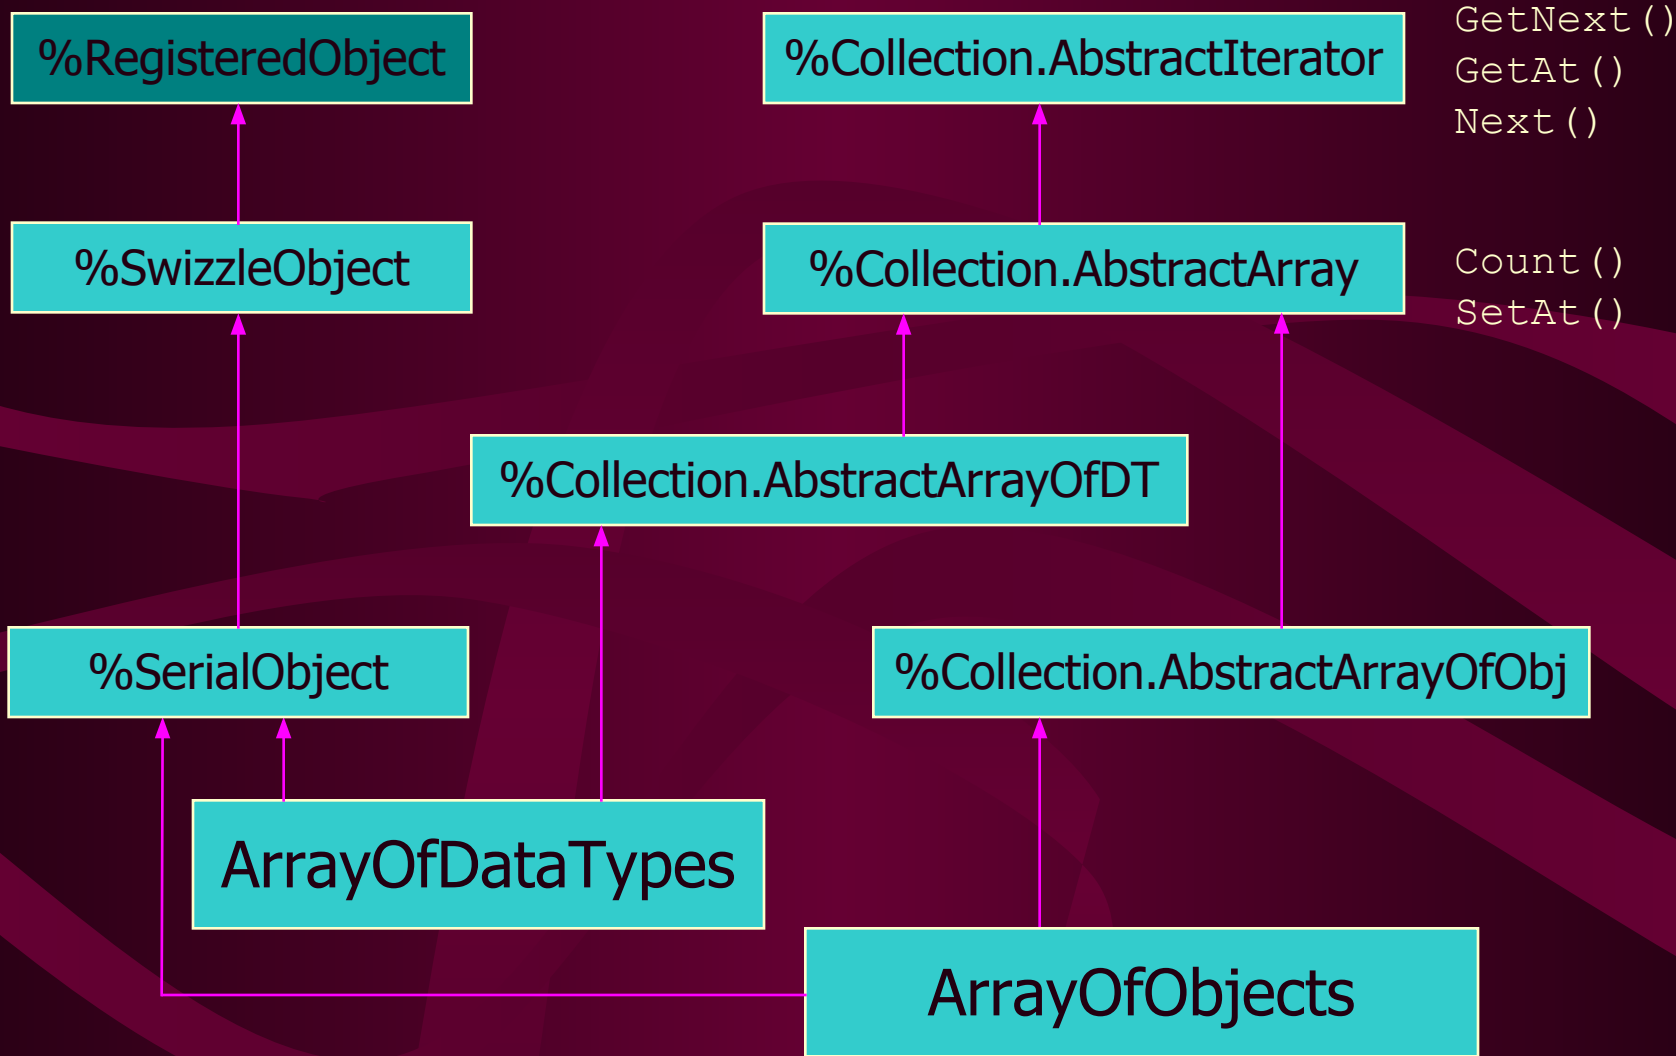 %RegisteredObject
%Collection.AbstractIterator
GetNext()
GetAt()
Next()
%SwizzleObject
%Collection.AbstractArray
Count()
SetAt()
%Collection.AbstractArrayOfDT
%SerialObject
%Collection.AbstractArrayOfObj
ArrayOfDataTypes
ArrayOfObjects